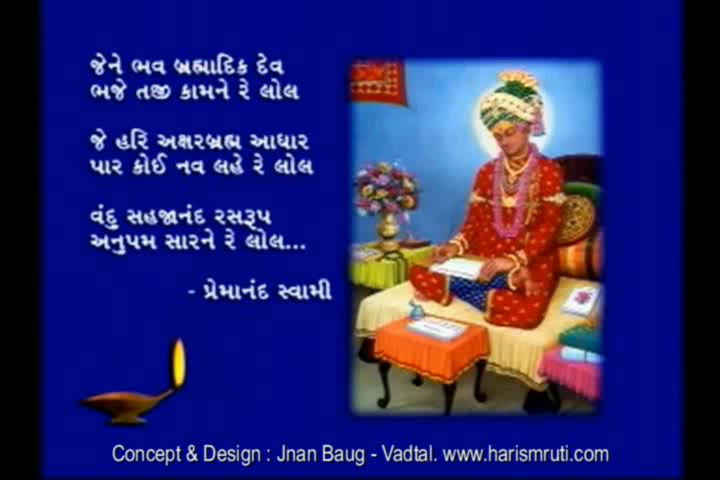 જેને ભવ બ્રહ્માદિક દેવ
ભજે તજી કામને રે લોલ
જે હરિ અક્ષરબ્રહ્મ આધાર
પાર કોઈ નવ લહે રે લોલ
વંદુ સહજાનંદ રસરૂપ
અનુપમ સારને રે લોલ...
- પ્રેમાનંદ સ્વામી
Concept & Design : Jnan Baug - Vadtal. www.harismruti.com